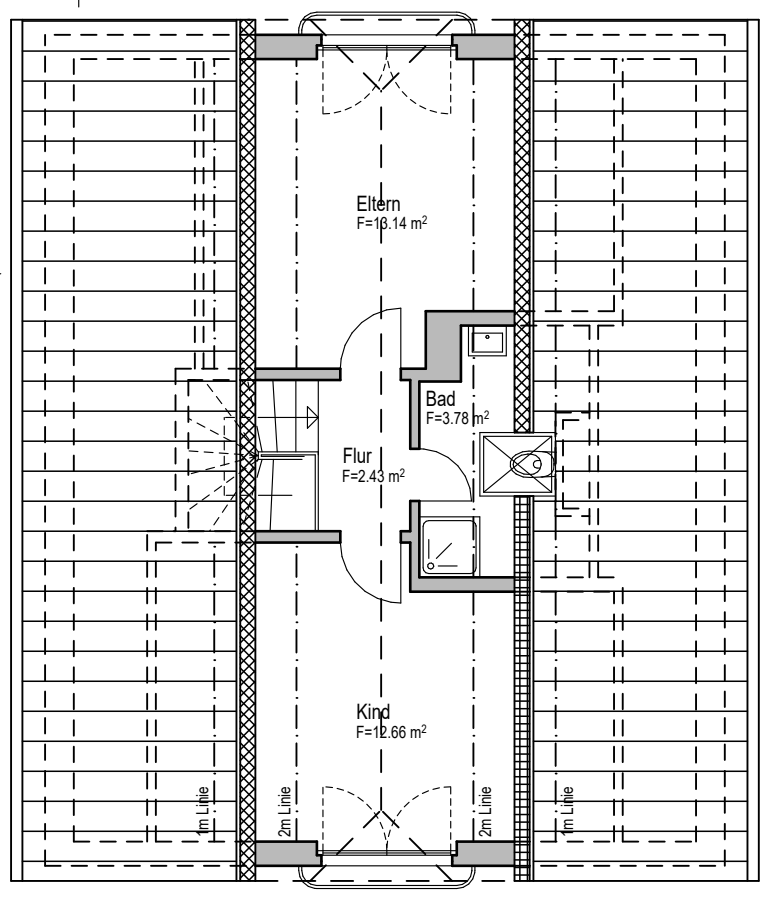 Eltern
F=13.14 m²
Bad
F=3.78 m²
Flur
F=2.43 m²
Kind
F=12.66 m²
1m Linie
2m Linie
2m Linie
1m Linie